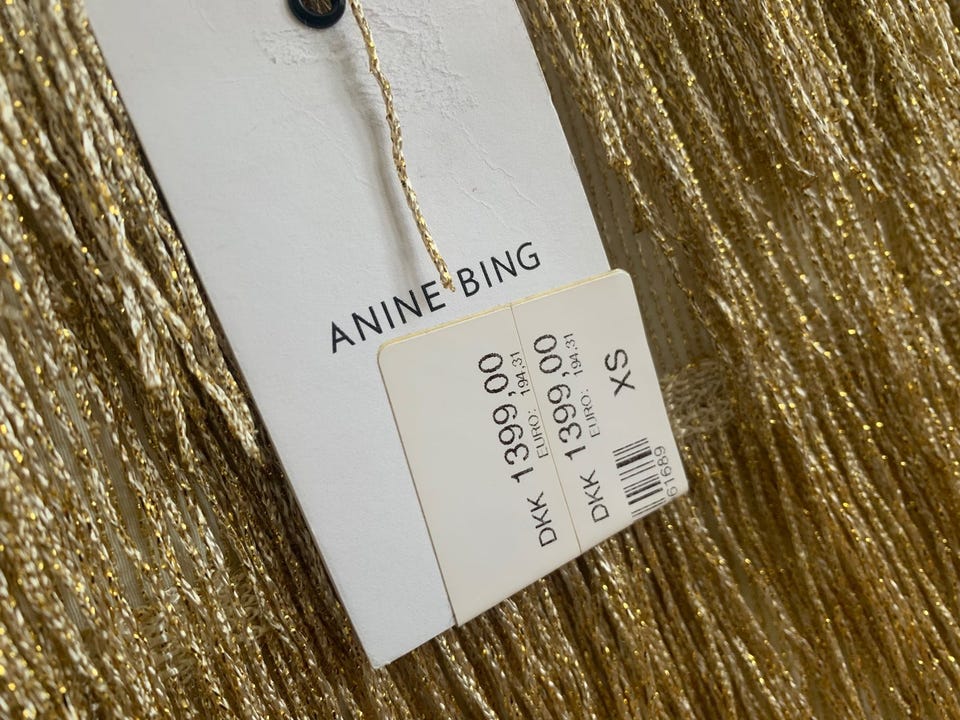 ANINE BING
DKK 1399,00
EURO: 194.31
DKK 1399,00
EURO: 194.31
XS
61689